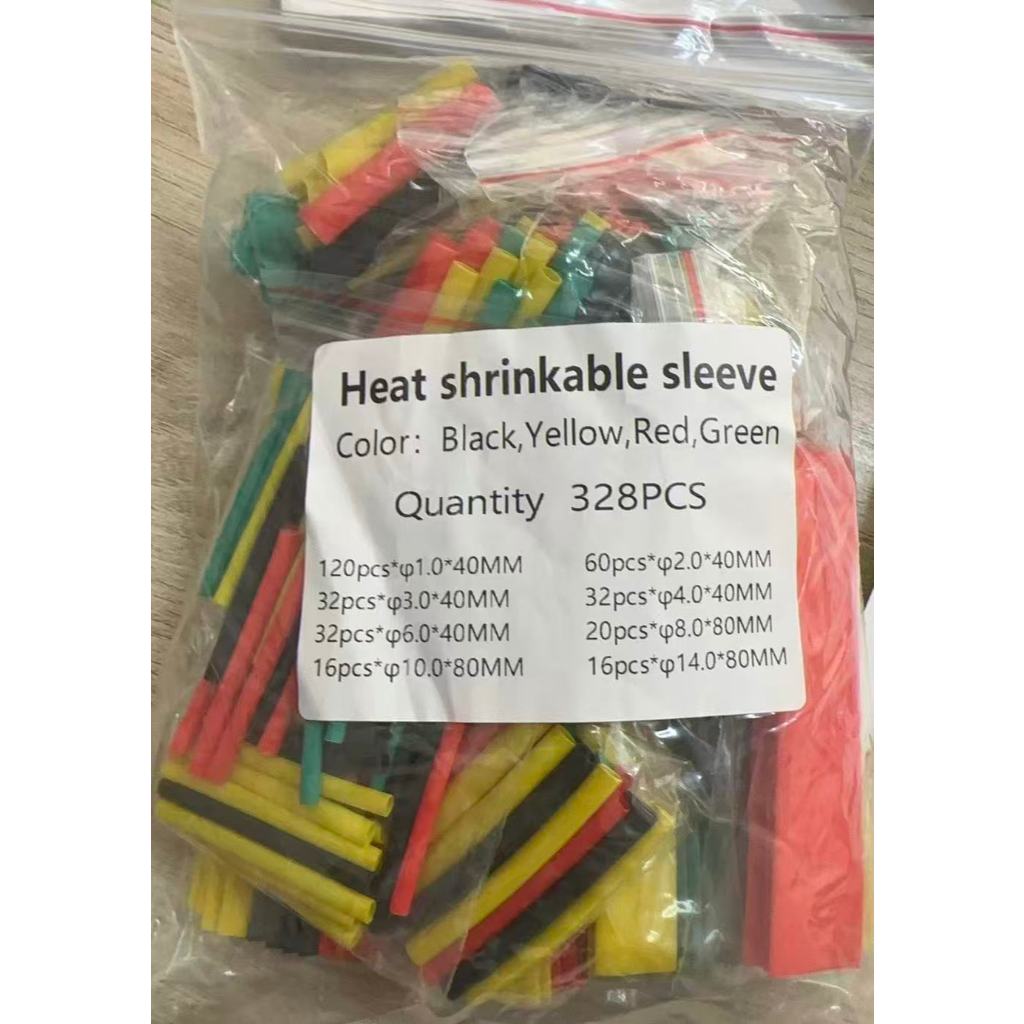 Heat shrinkable sleeve
Color: Black,Yellow,Red,Green
Quantity 328PCS
120pcs*φ1.0*40MM 60pcs*φ2.0*40MM
32pcs*φ3.0*40MM 32pcs*φ4.0*40MM
32pcs*φ6.0*40MM 20pcs*φ8.0*80MM
16pcs*φ10.0*80MM 16pcs*φ14.0*80MM